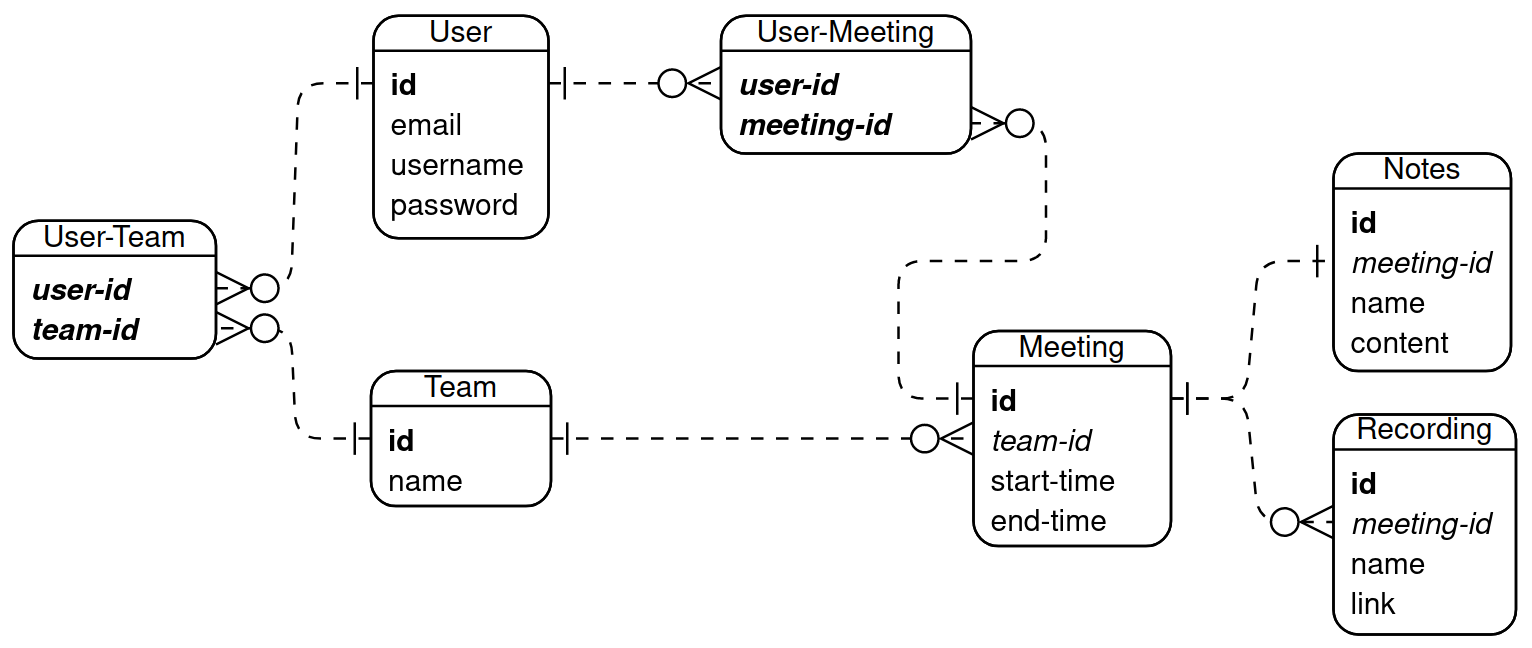 User
id
email
username
password
User-Meeting
user-id
meeting-id
Notes
id
meeting-id
name
content
User-Team
user-id
team-id
Team
id
name
Meeting
id
team-id
start-time
end-time
Recording
id
meeting-id
name
link